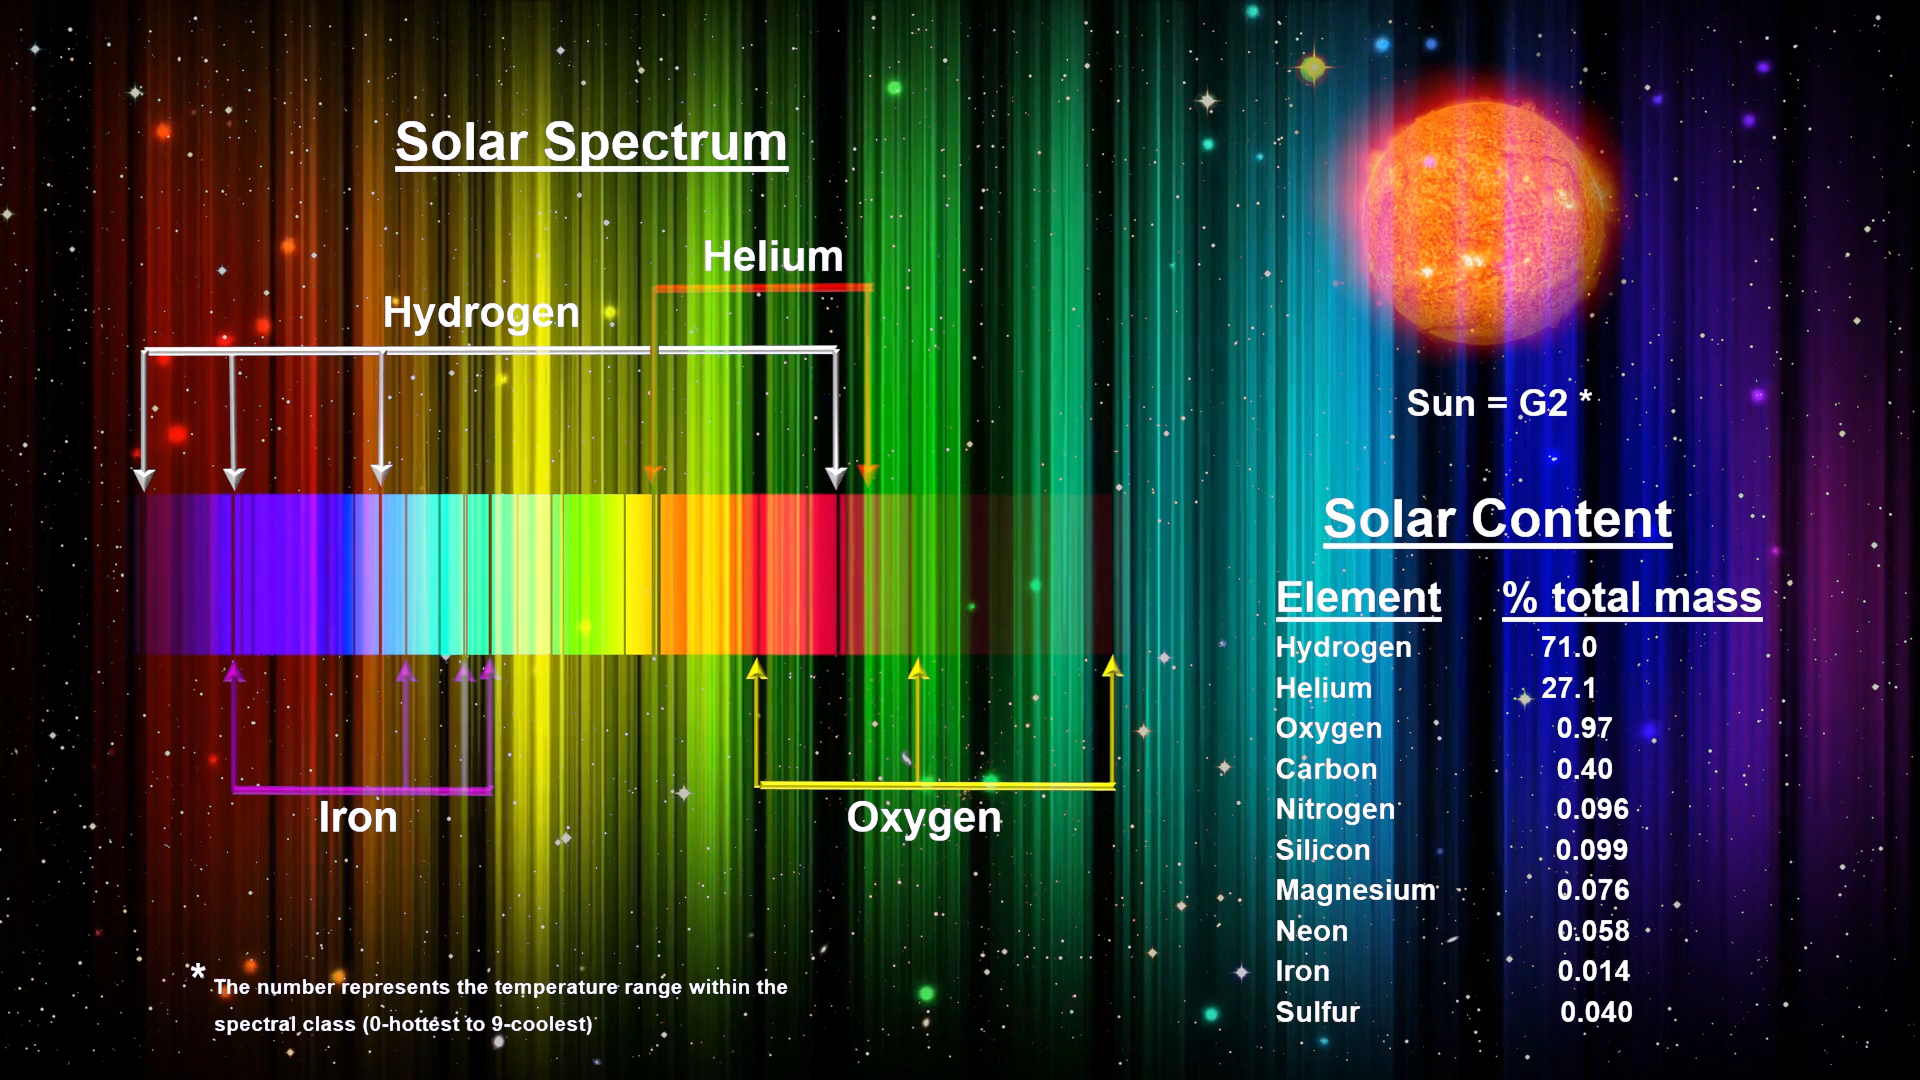 Solar Spectrum
Helium
Hydrogen
Iron
Oxygen
* The number represents the temperature range within the
spectral class (0-hottest to 9-coolest)
Sun = G2 *
Solar Content
Element % total mass
Hydrogen 71.0
Helium 27.1
Oxygen 0.97
Carbon 0.40
Nitrogen 0.096
Silicon 0.099
Magnesium 0.076
Neon 0.058
Iron 0.014
Sulfur 0.040